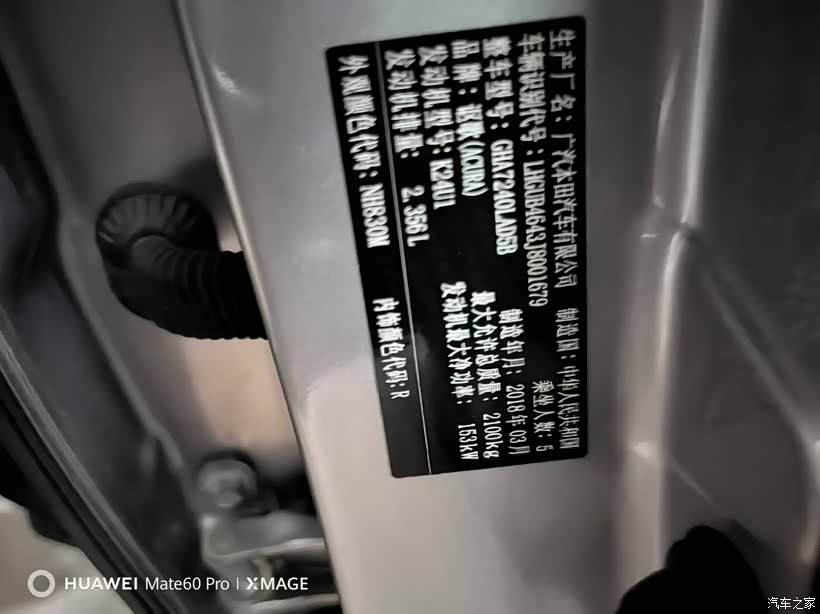 生产厂名：广汽本田汽车有限公司 制造国：中华人民共和国
车辆识别代号：LHGUB4643J8001679 乘坐人数：5
整车型号：GHA7240LAD5B 制造年月：2018年03月
品牌：讴歌(ACURA) 最大允许总质量：2100kg
发动机型号：K24U1 发动机最大净功率：153kW
发动机排量：2.356L
外观颜色代码：NH830M 内饰颜色代码：R
HUAWEI Mate60 Pro | XMAGE
汽车之家